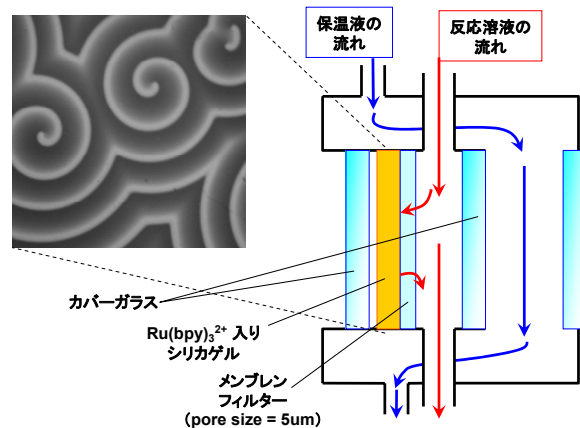 保温液の
流れ
反応溶液の
流れ
カバーガラス
Ru(bpy)₃²⁺ 入り
シリカゲル
メンブレン
フィルター
（pore size = 5um）